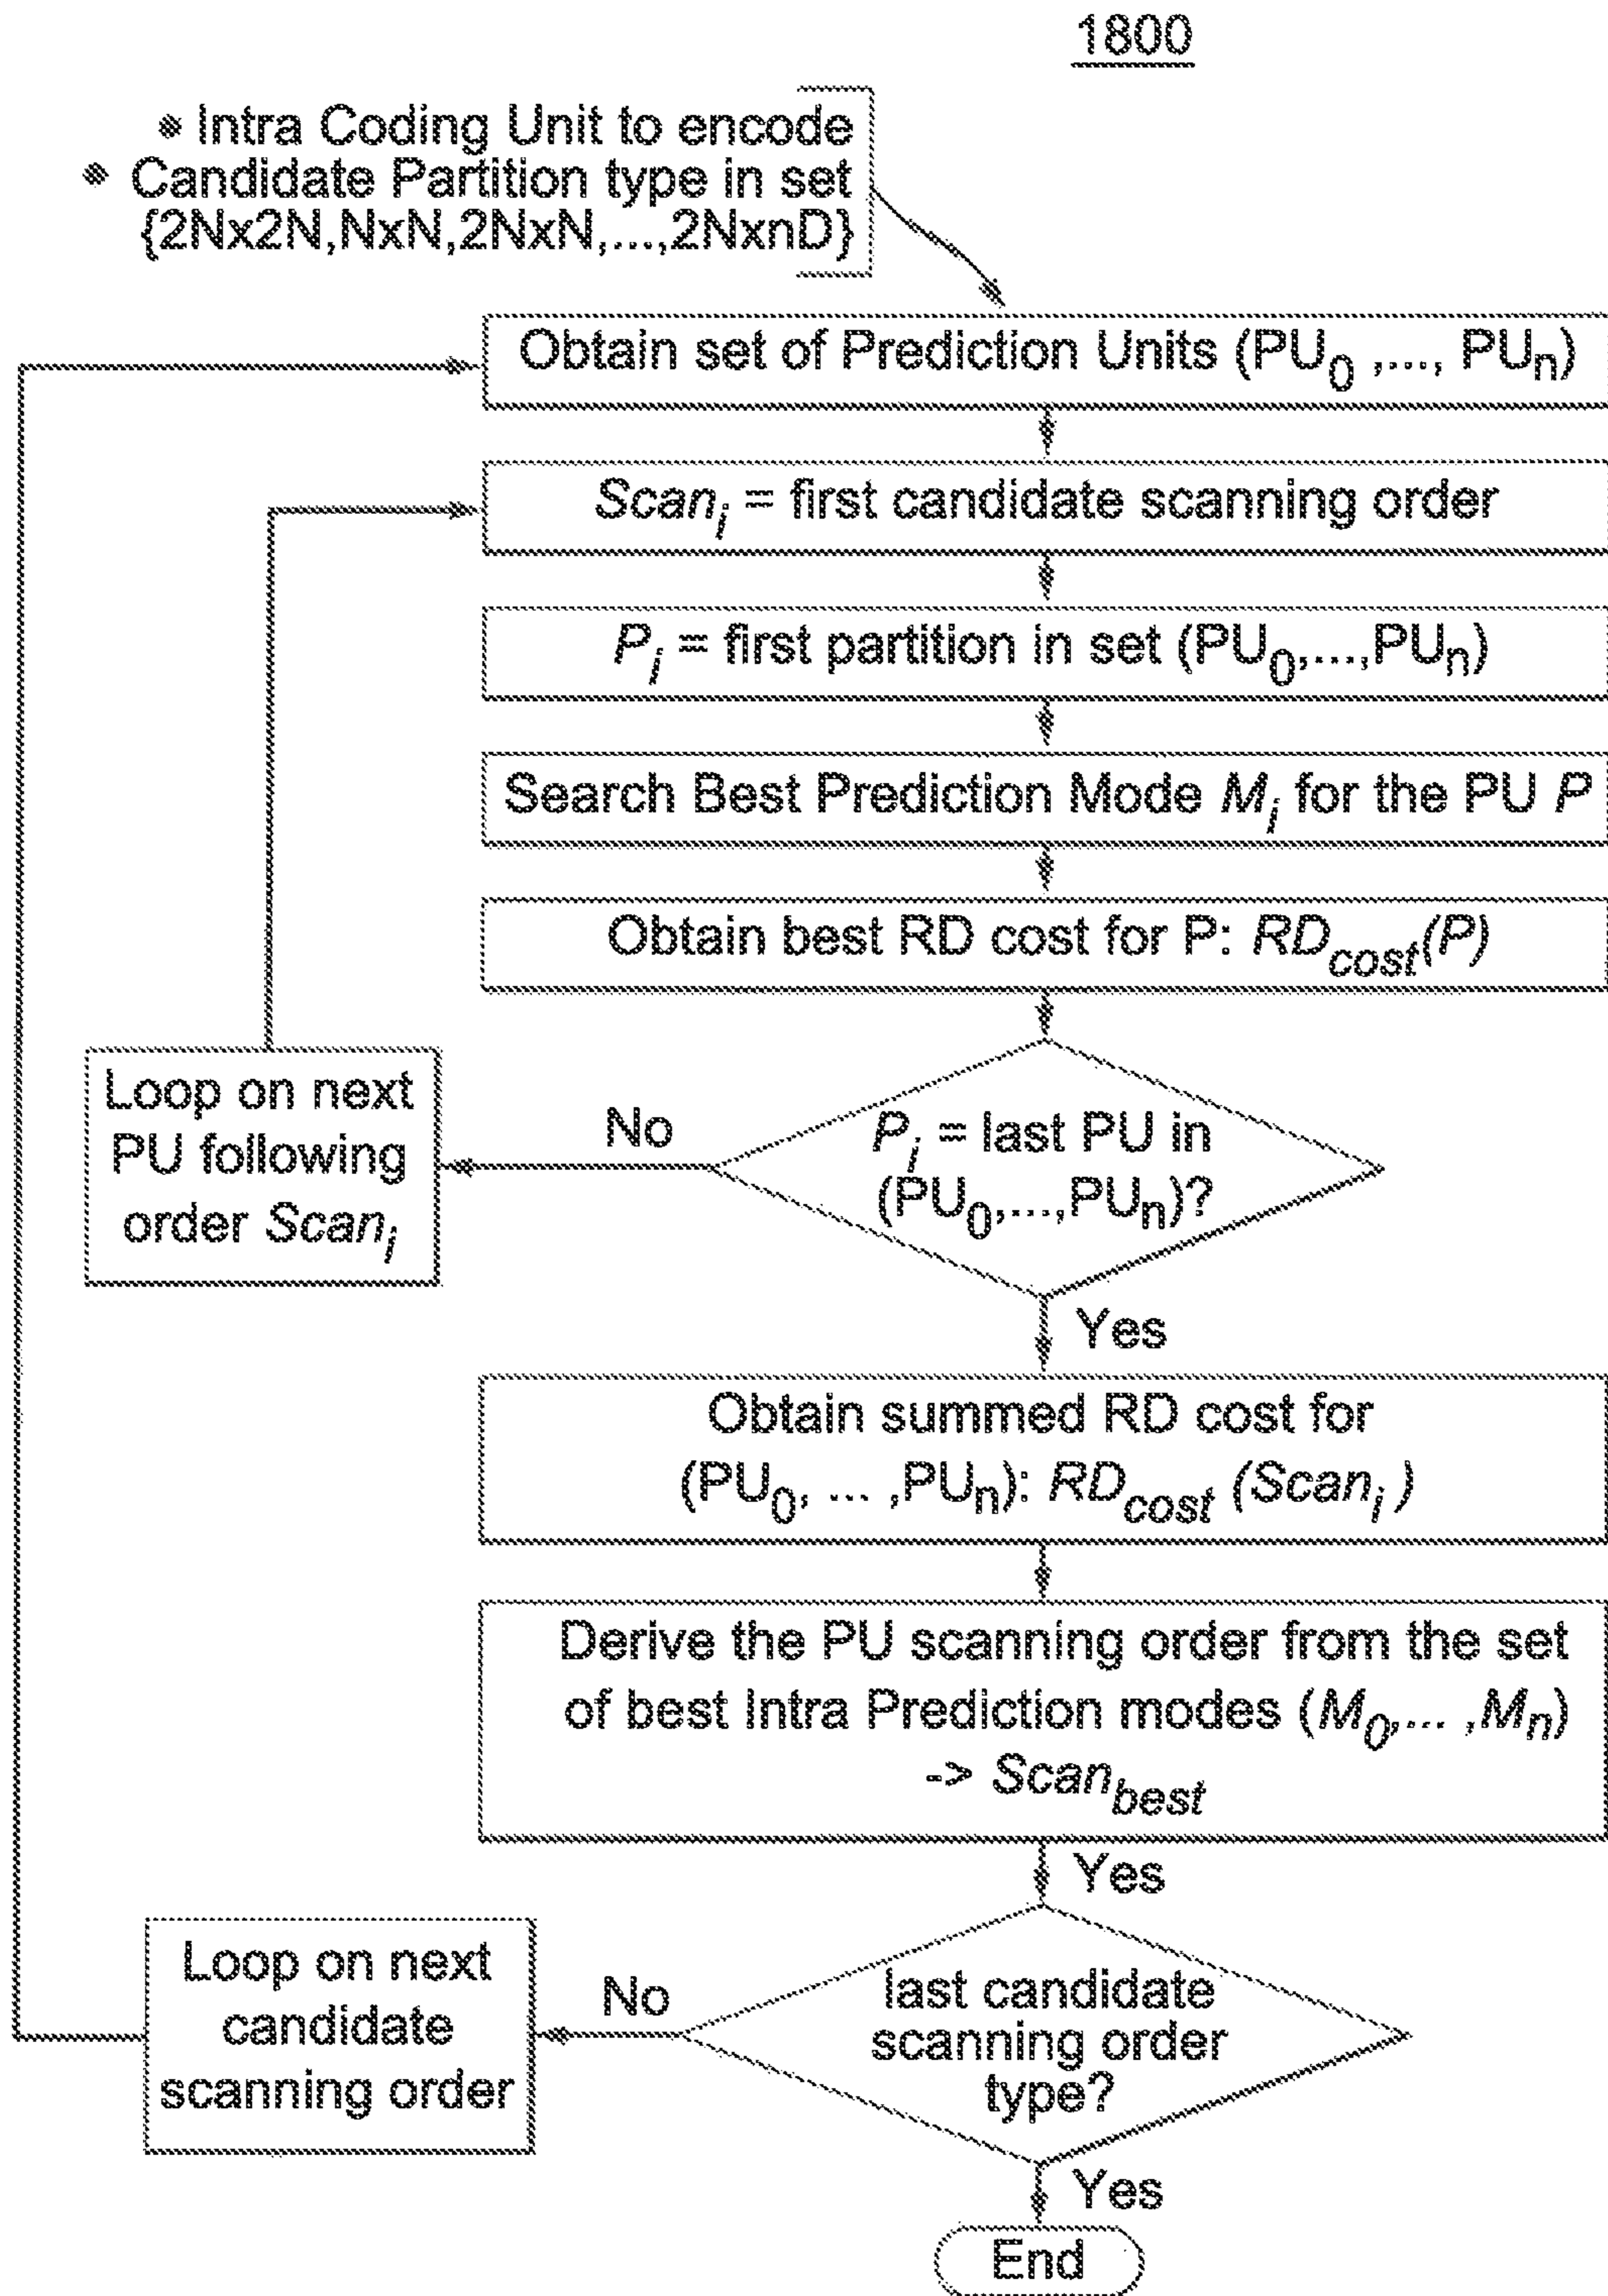 1800
* Intra Coding Unit to encode
* Candidate Partition type in set
{2Nx2N,NxN,2NxN,...,2NxnD}
Obtain set of Prediction Units (PU0 ,..., PUn)
Scani = first candidate scanning order
Pi = first partition in set (PU0,...,PUn)
Search Best Prediction Mode Mi for the PU P
Obtain best RD cost for P: RDcost(P)
Loop on next
PU following
order Scani
No
Pi = last PU in
(PU0,...,PUn)?
Yes
Obtain summed RD cost for
(PU0, ... ,PUn): RDcost (Scani )
Derive the PU scanning order from the set
of best Intra Prediction modes (M0,... ,Mn)
-> Scanbest
Yes
Loop on next
candidate
scanning order
No
last candidate
scanning order
type?
Yes
End